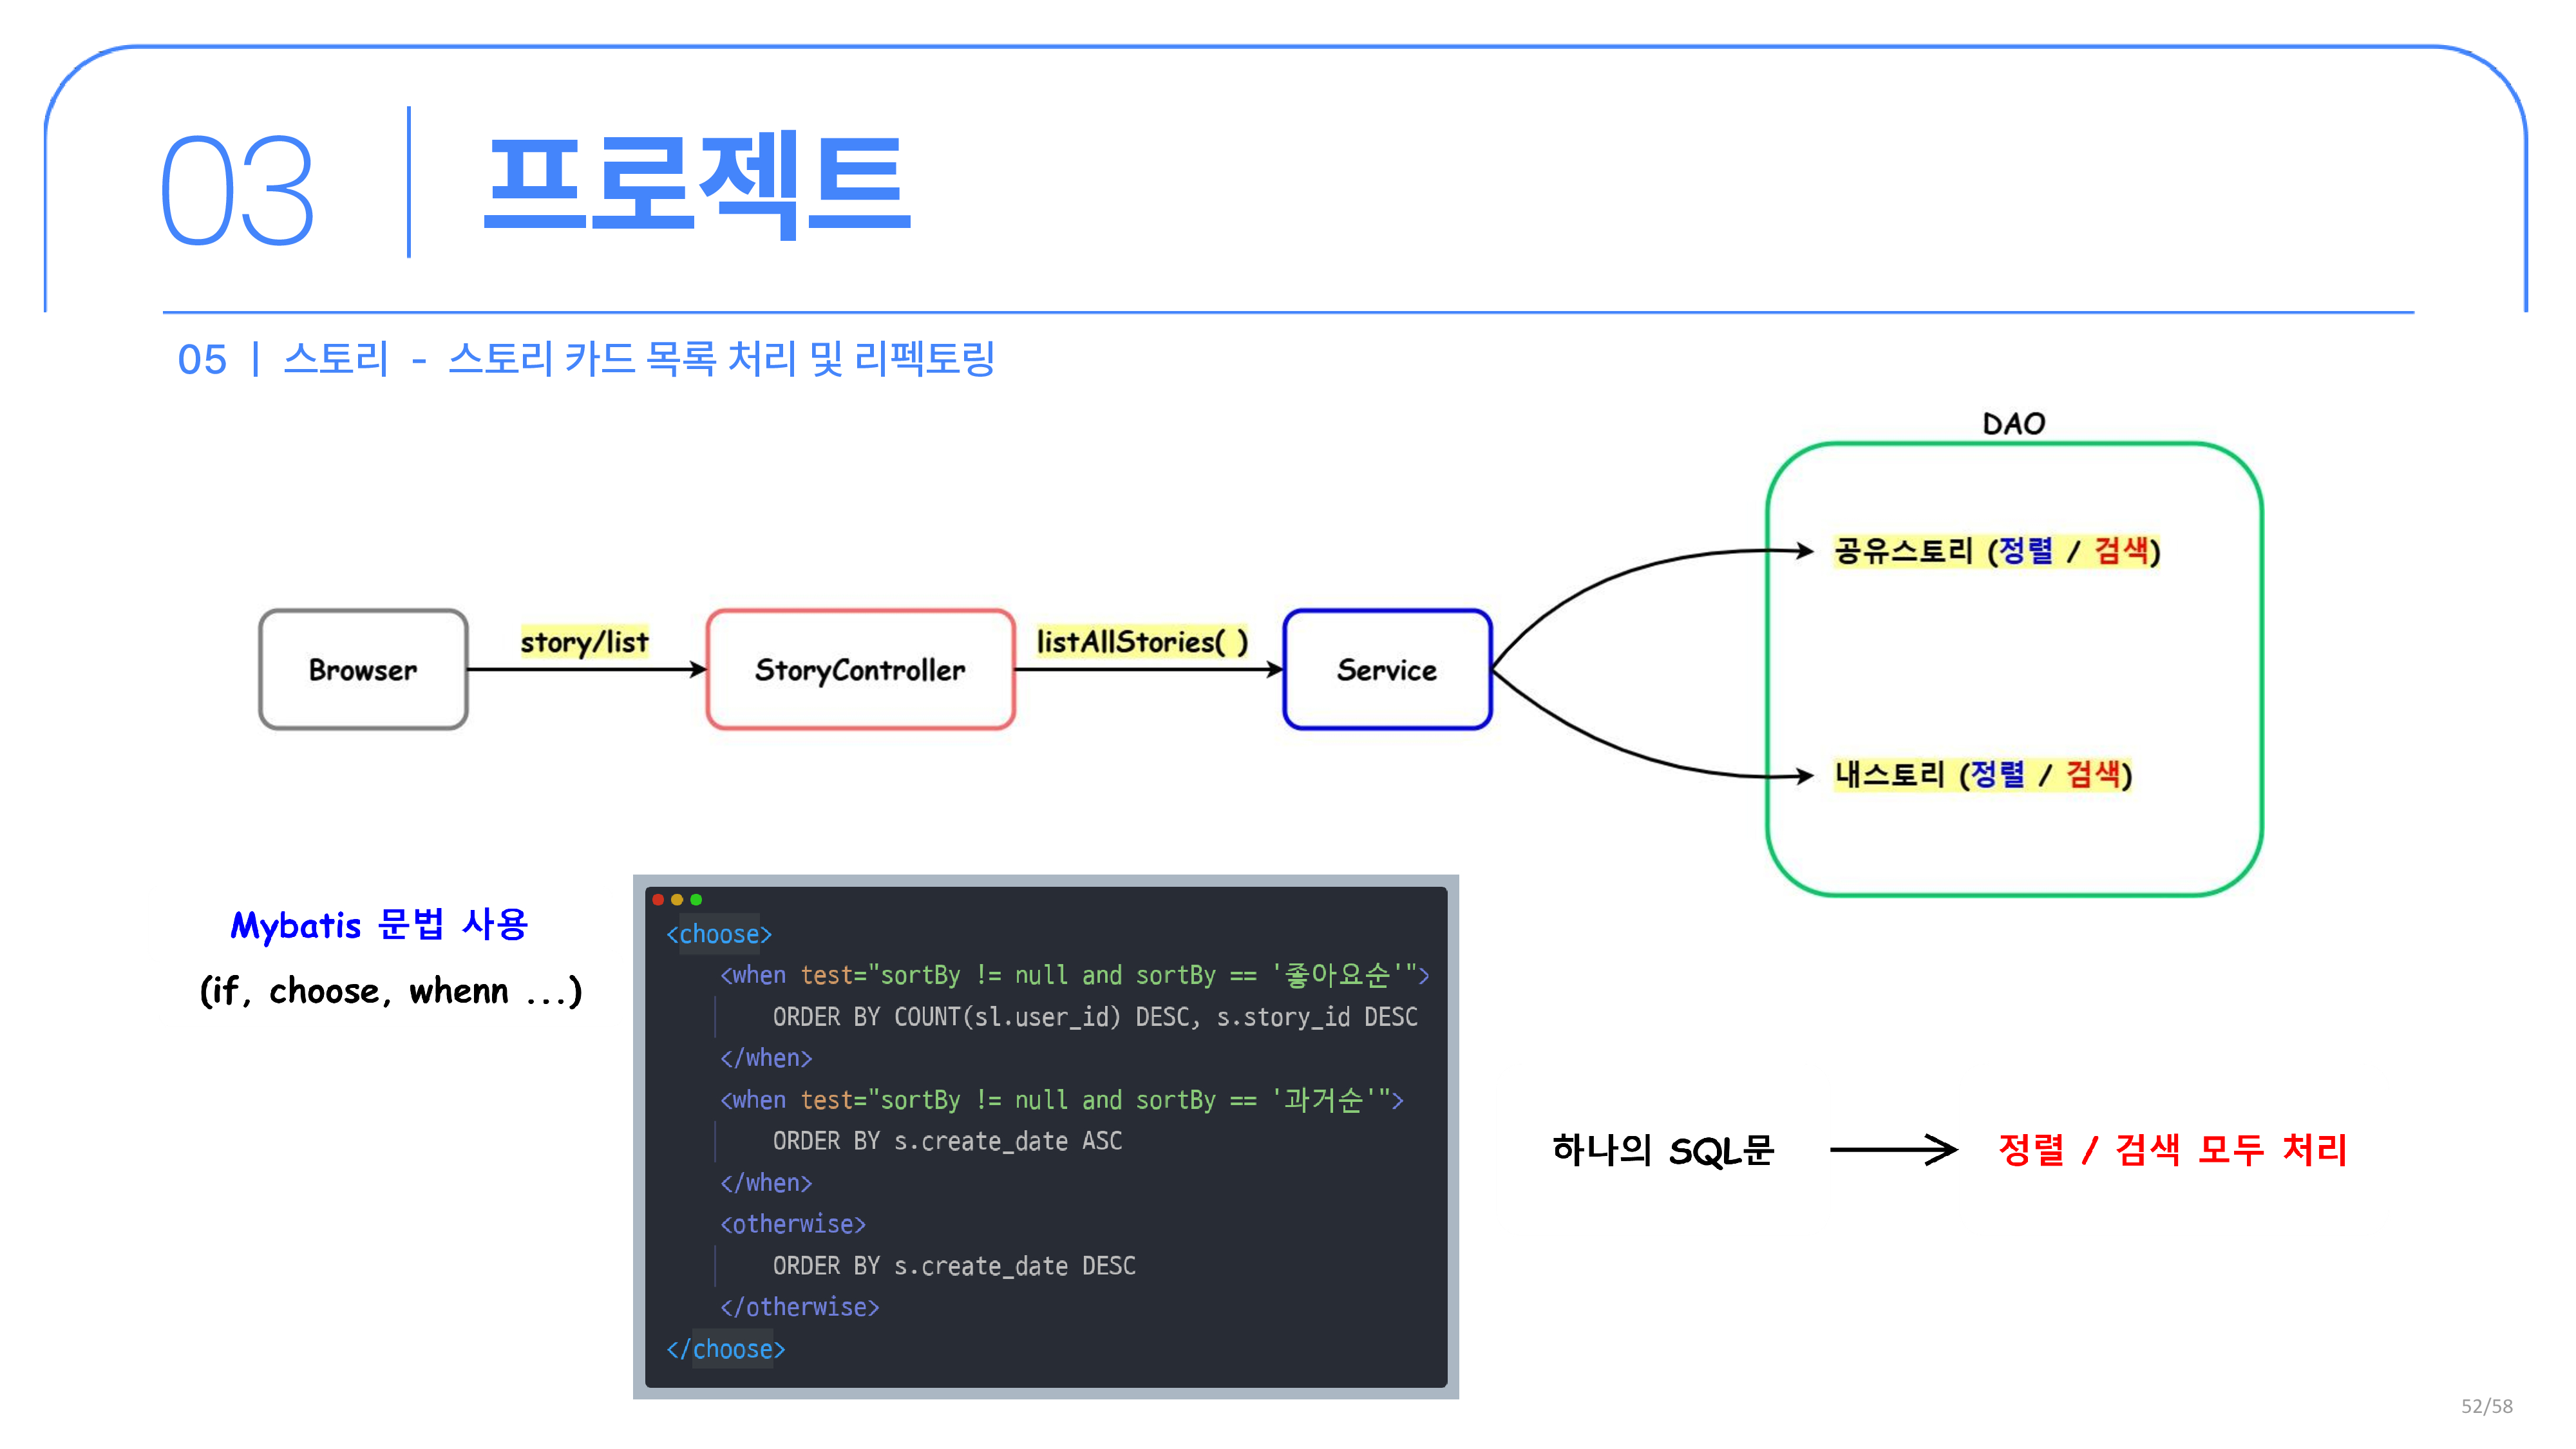 03 프로젝트
05 | 스토리 - 스토리 카드 목록 처리 및 리펙토링
DAO
공유스토리 (정렬 / 검색)
Browser
story/list
StoryController
listAllStories( )
Service
내스토리 (정렬 / 검색)
Mybatis 문법 사용
(if, choose, whenn ...)
<choose>
<when test="sortBy != null and sortBy == '좋아요순'">
ORDER BY COUNT(sl.user_id) DESC, s.story_id DESC
</when>
<when test="sortBy != null and sortBy == '과거순'">
ORDER BY s.create_date ASC
</when>
<otherwise>
ORDER BY s.create_date DESC
</otherwise>
</choose>
하나의 SQL문
정렬 / 검색 모두 처리
52/58